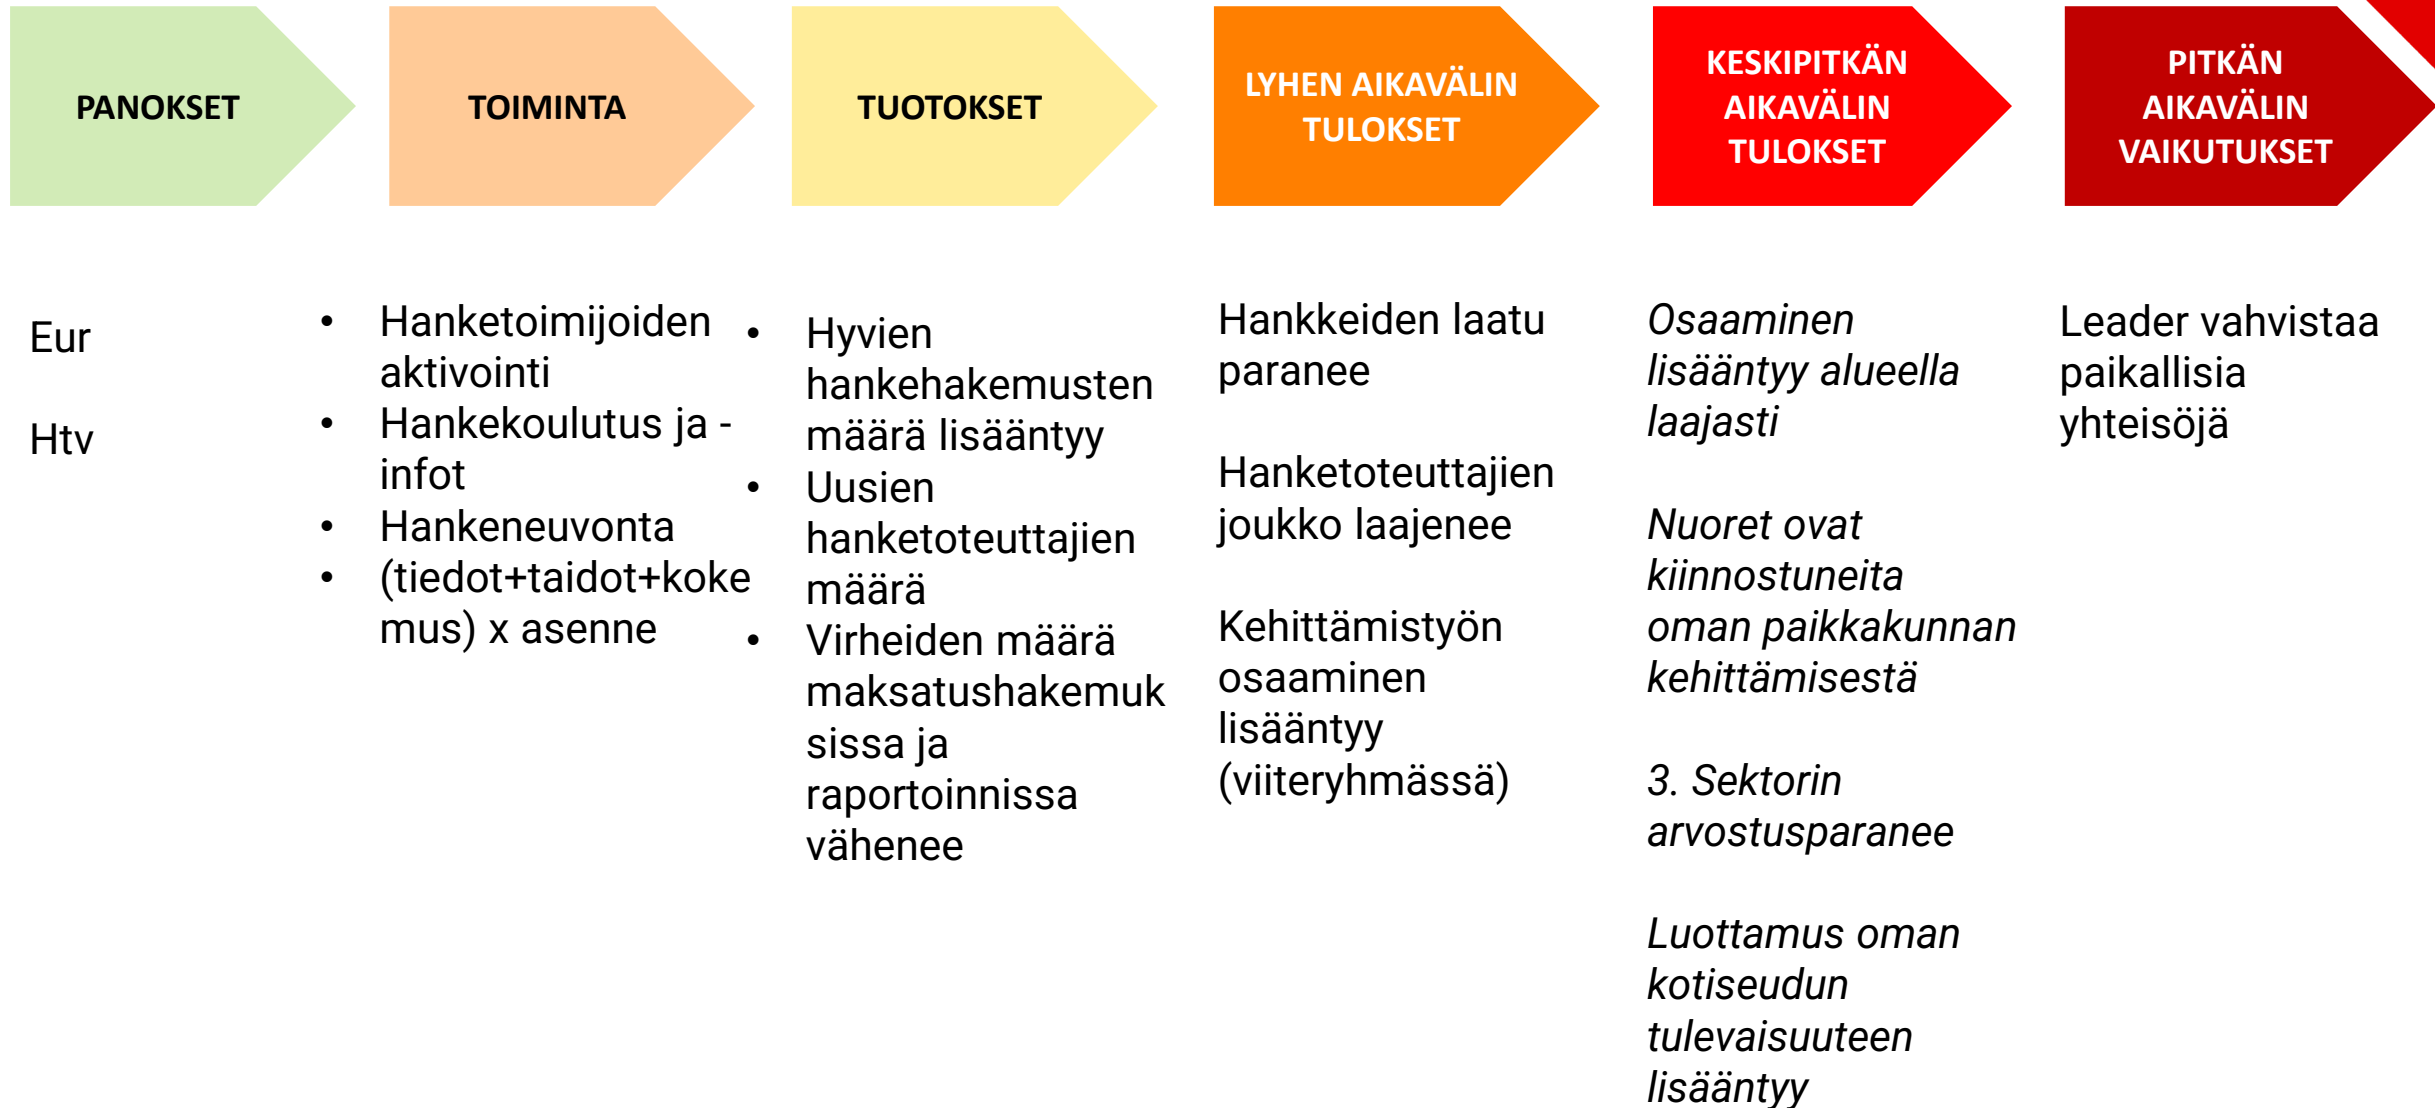 PANOKSET
TOIMINTA
TUOTOKSET
LYHEN AIKAVÄLIN
TULOKSET
KESKIPITKÄN
AIKAVÄLIN
TULOKSET
PITKÄN
AIKAVÄLIN
VAIKUTUKSET
Eur
Htv
• Hanketoimijoiden
aktivointi
• Hankekoulutus ja -
infot
• Hankeneuvonta
• (tiedot+taidot+koke
mus) x asenne
• Hyvien
hankehakemusten
määrä lisääntyy
• Uusien
hanketoteuttajien
määrä
• Virheiden määrä
maksatushakemuk
sissa ja
raportoinnissa
vähenee
Hankkeiden laatu
paranee
Hanketoteuttajien
joukko laajenee
Kehittämistyön
osaaminen
lisääntyy
(viiteryhmässä)
Osaaminen
lisääntyy alueella
laajasti
Nuoret ovat
kiinnostuneita
oman paikkakunnan
kehittämisestä
3. Sektorin
arvostusparanee
Luottamus oman
kotiseudun
tulevaisuuteen
lisääntyy
Leader vahvistaa
paikallisia
yhteisöjä